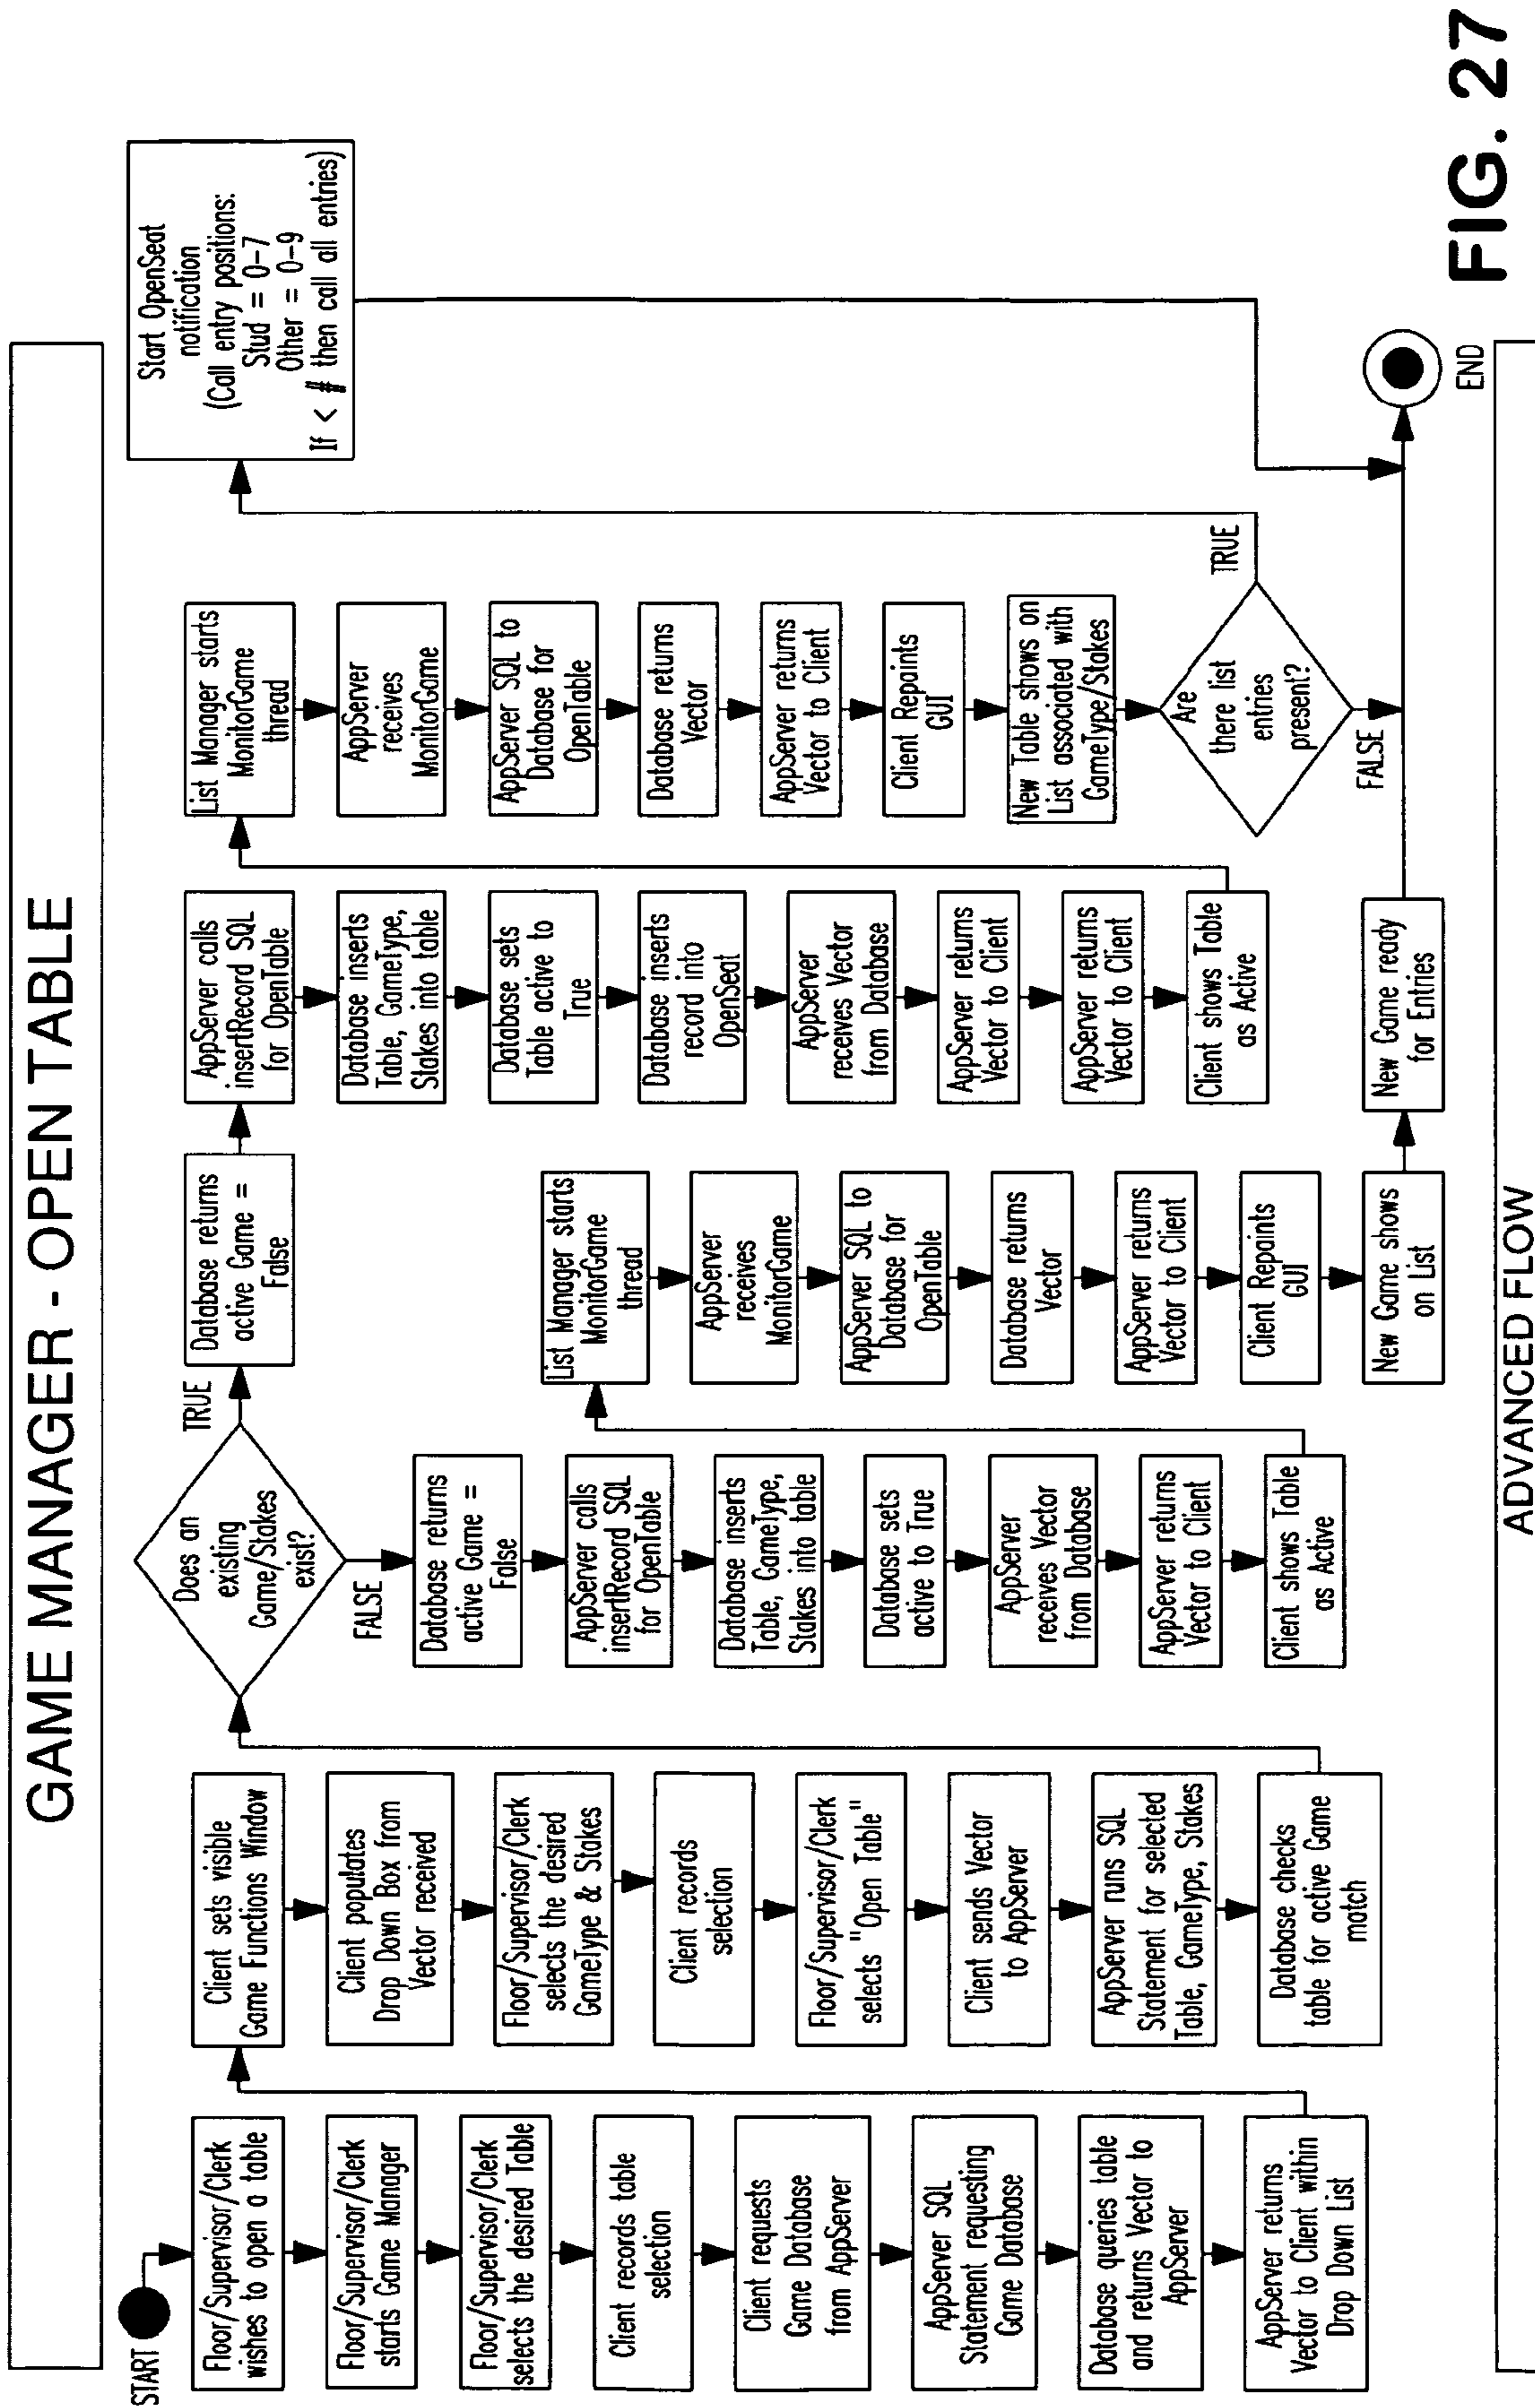 GAME MANAGER - OPEN TABLE
START
Floor/Supervisor/Clerk
wishes to open a table
Floor/Supervisor/Clerk
starts Game Manager
Floor/Supervisor/Clerk
selects the desired Table
Client records table
selection
Client requests
Game Database
from AppServer
AppServer SQL
Statement requesting
Game Database
Database queries table
and returns Vector to
AppServer
AppServer returns
Vector to Client within
Drop Down List
Client sets visible
Game Functions Window
Client populates
Drop Down Box from
Vector received
Floor/Supervisor/Clerk
selects the desired
GameType & Stakes
Client records
selection
Floor/Supervisor/Clerk
selects "Open Table"
Client sends Vector
to AppServer
AppServer runs SQL
Statement for selected
Table, GameType, Stakes
Database checks
table for active Game
match
Does an
existing
Game/Stakes
exist?
TRUE
FALSE
Database returns
active Game =
False
AppServer calls
insertRecord SQL
for OpenTable
Database inserts
Table, GameType,
Stakes into table
Database sets
active to True
AppServer
receives Vector
from Database
AppServer returns
Vector to Client
Client shows Table
as Active
Database returns
active Game =
False
List Manager starts
MonitorGame
thread
AppServer
receives
MonitorGame
AppServer SQL to
Database for
OpenTable
Database returns
Vector
AppServer returns
Vector to Client
Client Repaints
GUI
New Game shows
on List
AppServer calls
insertRecord SQL
for OpenTable
Database inserts
Table, GameType,
Stakes into table
Database sets
Table active to
True
Database inserts
record into
OpenSeat
AppServer
receives Vector
from Database
AppServer returns
Vector to Client
AppServer returns
Vector to Client
Client shows Table
as Active
New Game ready
for Entries
List Manager starts
MonitorGame
thread
AppServer
receives
MonitorGame
AppServer SQL to
Database for
OpenTable
Database returns
Vector
AppServer returns
Vector to Client
Client Repaints
GUI
New Table shows on
List associated with
GameType/Stakes
Are
there list
entries
present?
TRUE
FALSE
Start OpenSeat
notification
(Call entry positions:
Stud = 0-7
Other = 0-9
If < # then call all entries)
END
ADVANCED FLOW
FIG. 27